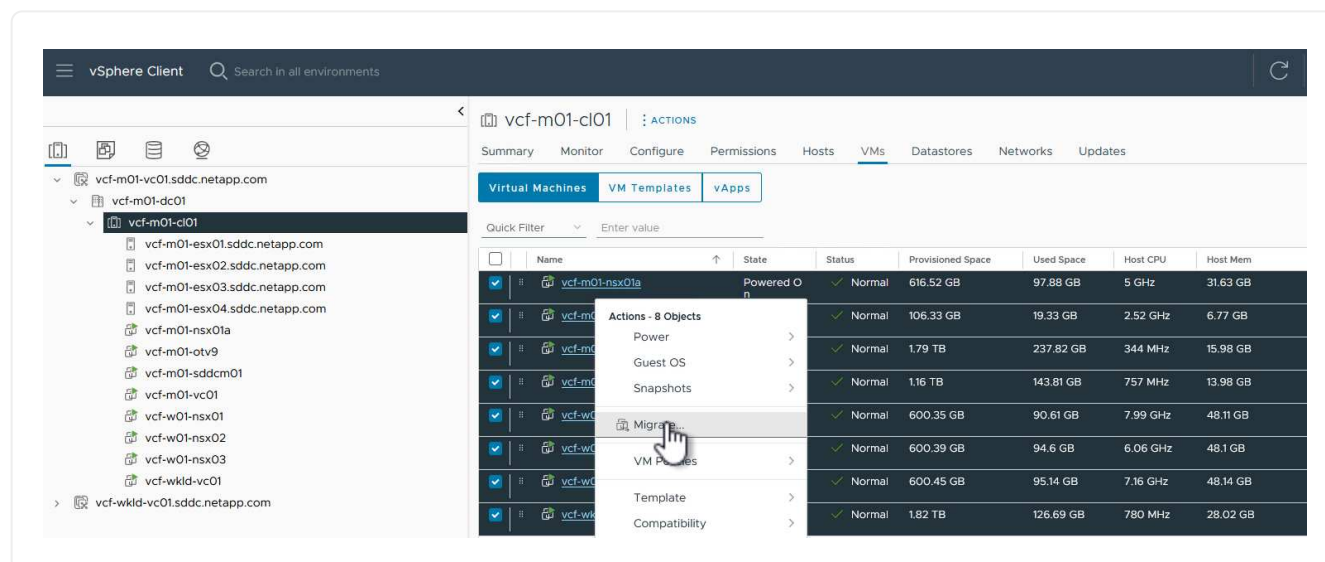 vSphere Client Search in all environments
vcf-m01-cl01 ACTIONS
Summary Monitor Configure Permissions Hosts VMs Datastores Networks Updates
vcf-m01-vc01.sddc.netapp.com
vcf-m01-dc01
vcf-m01-cl01
vcf-m01-esx01.sddc.netapp.com
vcf-m01-esx02.sddc.netapp.com
vcf-m01-esx03.sddc.netapp.com
vcf-m01-esx04.sddc.netapp.com
vcf-m01-nsx01a
vcf-m01-otv9
vcf-m01-sddcm01
vcf-m01-vc01
vcf-w01-nsx01
vcf-w01-nsx02
vcf-w01-nsx03
vcf-wkld-vc01
vcf-wkld-vc01.sddc.netapp.com
Virtual Machines VM Templates vApps
Quick Filter Enter value
Name State Status Provisioned Space Used Space Host CPU Host Mem
vcf-m01-nsx01a Powered O Normal 616.52 GB 97.88 GB 5 GHz 31.63 GB
n
Normal 106.33 GB 19.33 GB 2.52 GHz 6.77 GB
Normal 1.79 TB 237.82 GB 344 MHz 15.98 GB
Normal 1.16 TB 143.81 GB 757 MHz 13.98 GB
Normal 600.35 GB 90.61 GB 7.99 GHz 48.11 GB
Normal 600.39 GB 94.6 GB 6.06 GHz 48.1 GB
Normal 600.45 GB 95.14 GB 7.16 GHz 48.14 GB
Normal 1.82 TB 126.69 GB 780 MHz 28.02 GB
Actions - 8 Objects
Power
Guest OS
Snapshots
Migrate...
VM Policies
Template
Compatibility